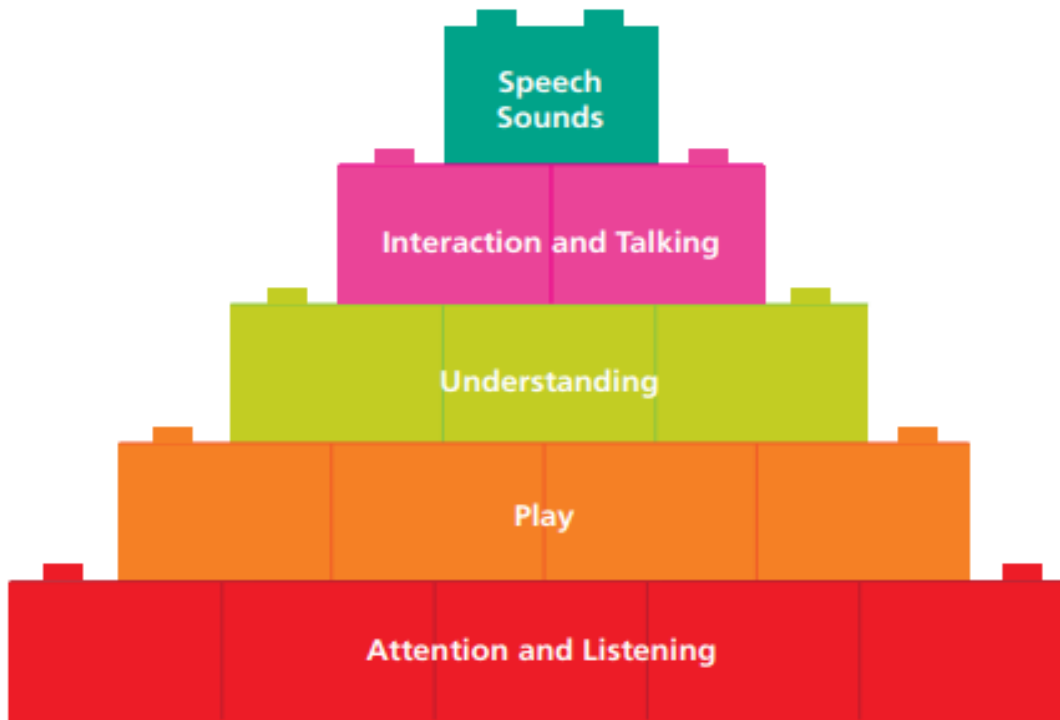 Speech
Sounds
Interaction and Talking
Understanding
Play
Attention and Listening